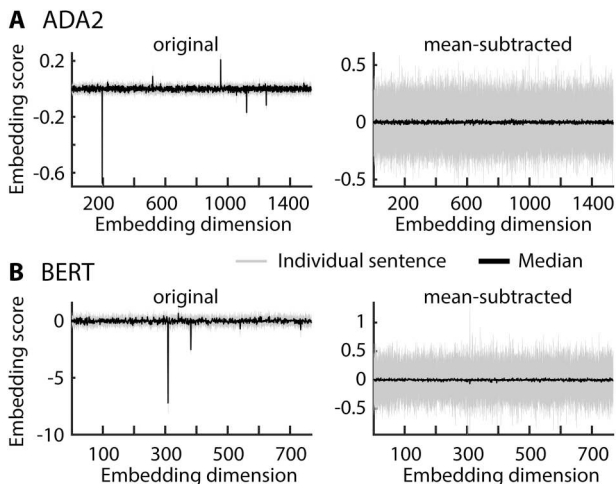 A ADA2
original
mean-subtracted
Embedding score
0.2
0
-0.2
-0.6
200 600 1000 1400
Embedding dimension
0.5
0
-0.5
200 600 1000 1400
Embedding dimension
B BERT
Individual sentence Median
original
mean-subtracted
Embedding score
0
-5
-10
100 300 500 700
Embedding dimension
1
0.5
0
-0.5
100 300 500 700
Embedding dimension